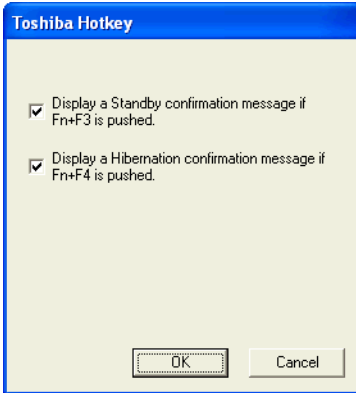 Toshiba Hotkey
Display a Standby confirmation message if
Fn+F3 is pushed.
Display a Hibernation confirmation message if
Fn+F4 is pushed.
OK
Cancel